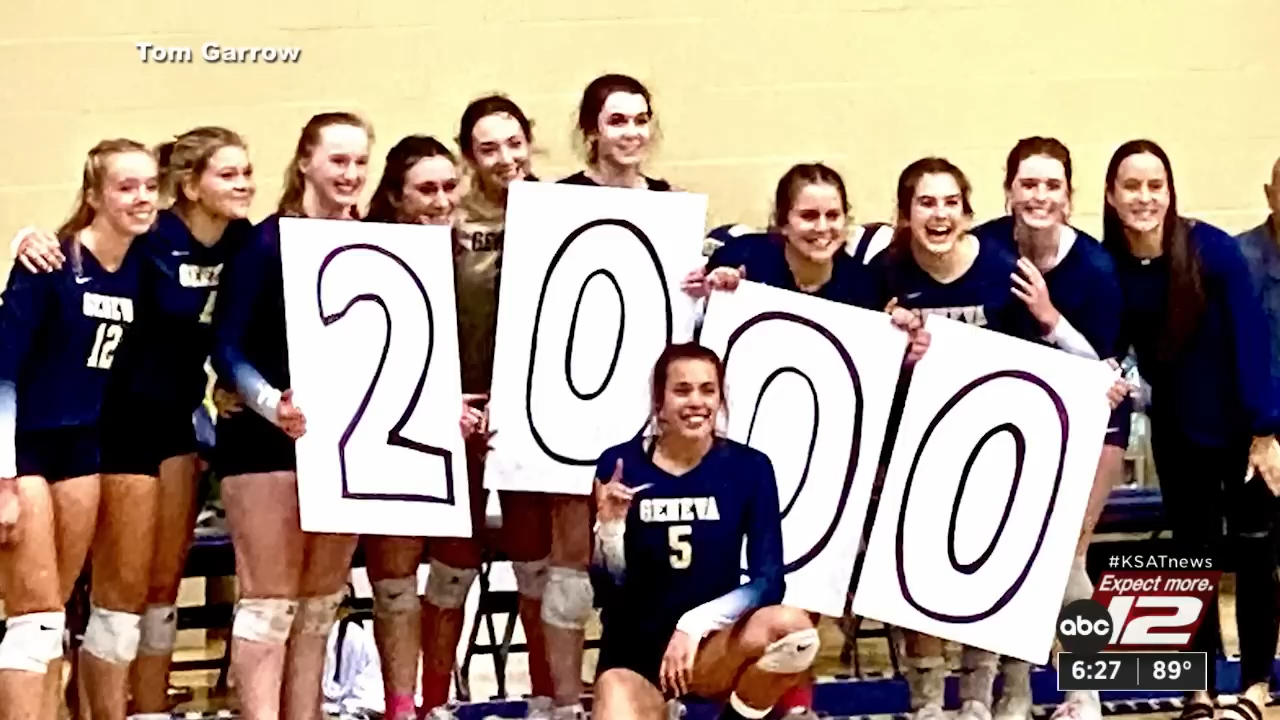 Tom Garrow
GENEVA
12
GENEVA
2
0
0
0
GENEVA
5
#KSATnews
Expect more.
abc 12
6:27 89°